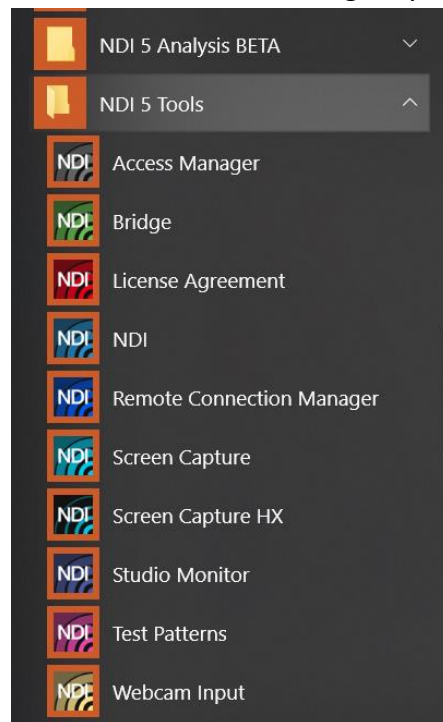 NDI 5 Analysis BETA
NDI 5 Tools
NDI Access Manager
NDI Bridge
NDI License Agreement
NDI NDI
NDI Remote Connection Manager
NDI Screen Capture
NDI Screen Capture HX
NDI Studio Monitor
NDI Test Patterns
NDI Webcam Input